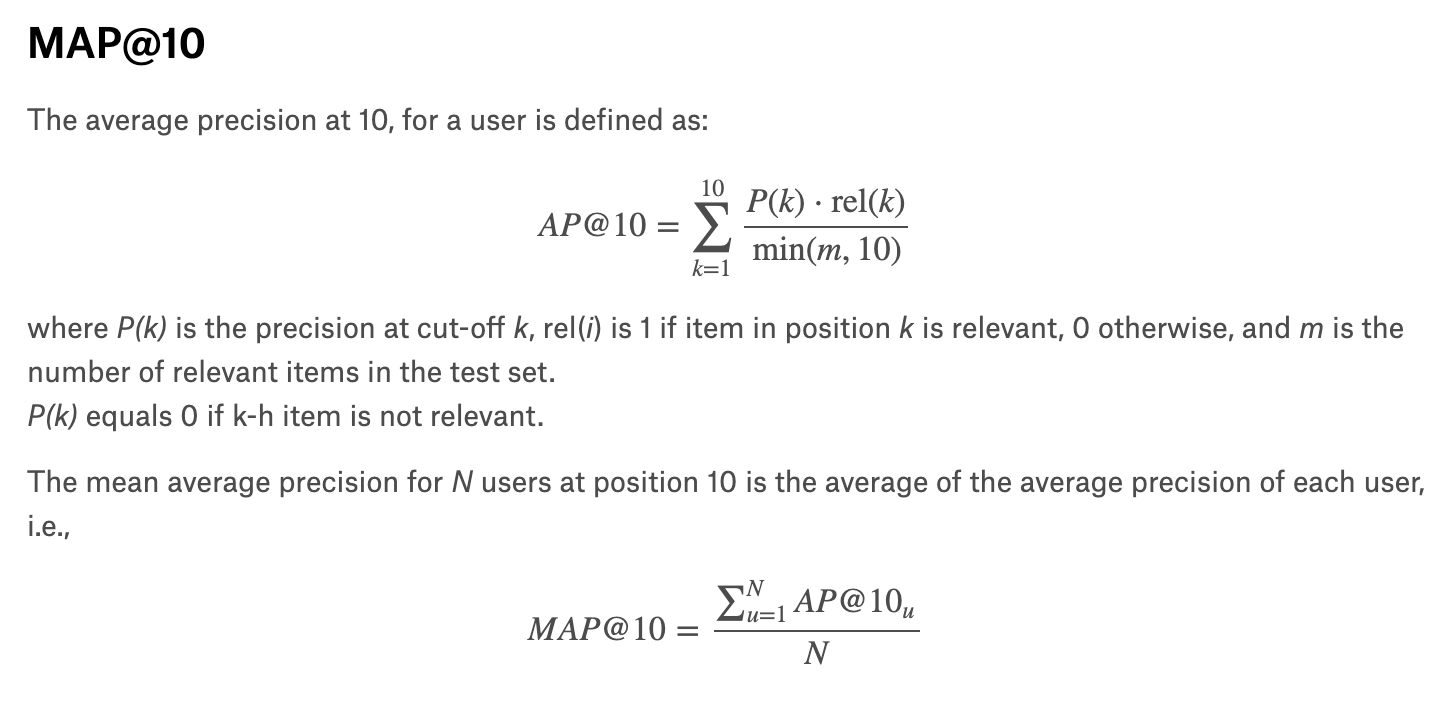 MAP@10
The average precision at 10, for a user is defined as:
AP@10 = \sum_{k=1}^{10} \frac{P(k) · rel(k)}{min(m, 10)}
where P(k) is the precision at cut-off k, rel(i) is 1 if item in position k is relevant, 0 otherwise, and m is the
number of relevant items in the test set.
P(k) equals 0 if k-h item is not relevant.
The mean average precision for N users at position 10 is the average of the average precision of each user,
i.e.,
MAP@10 = \frac{\sum_{u=1}^{N} AP@10_u}{N}